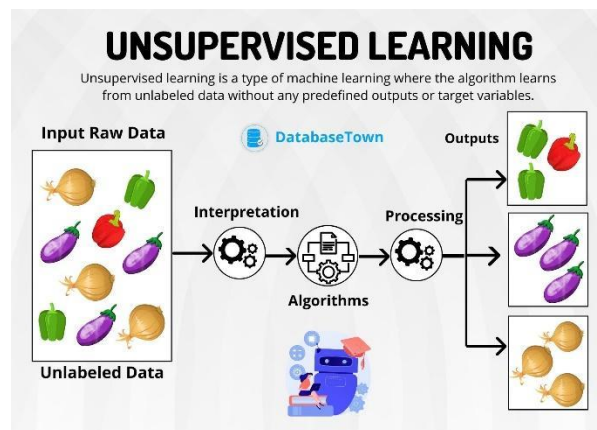 UNSUPERVISED LEARNING
Unsupervised learning is a type of machine learning where the algorithm learns
from unlabeled data without any predefined outputs or target variables.
Input Raw Data
DatabaseTown
Outputs
Interpretation
Processing
Algorithms
Unlabeled Data